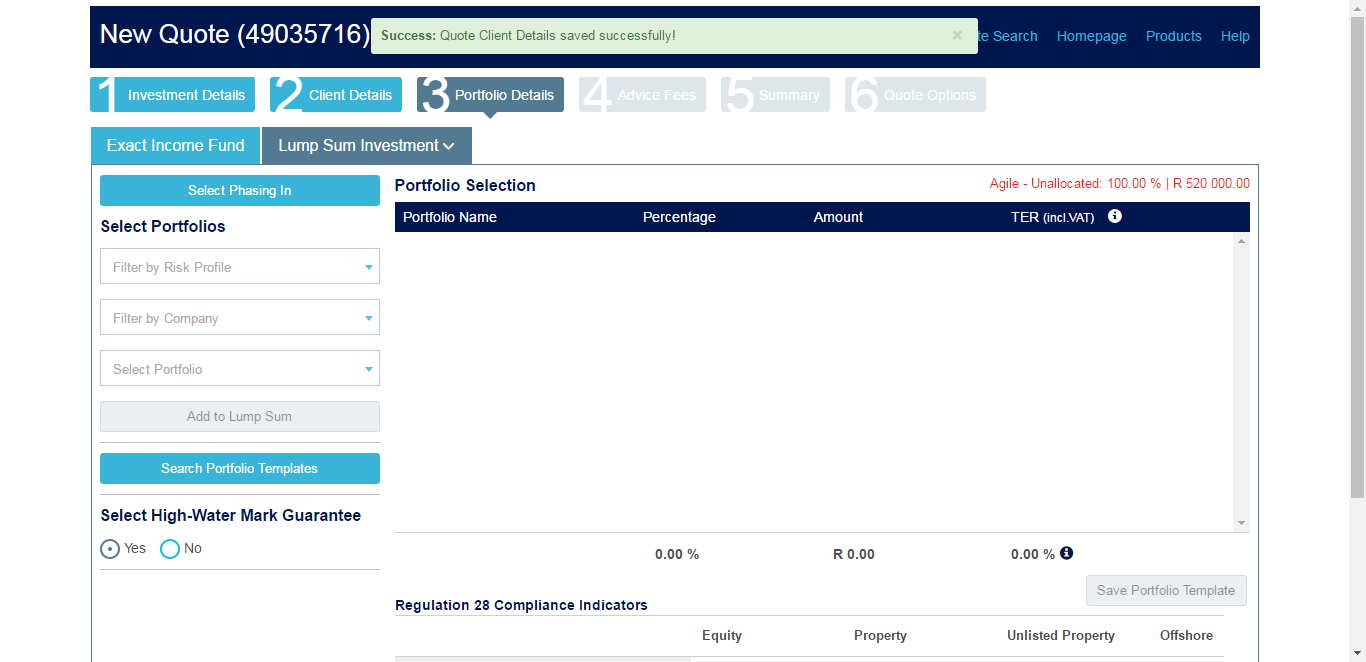 New Quote (49035716)
Success: Quote Client Details saved successfully! ×
Search Homepage Products Help
1 Investment Details 2 Client Details 3 Portfolio Details 4 Advice Fees 5 Summary 6 Quote Options
Exact Income Fund Lump Sum Investment
Select Phasing In
Select Portfolios
Filter by Risk Profile
Filter by Company
Select Portfolio
Add to Lump Sum
Search Portfolio Templates
Select High-Water Mark Guarantee
Yes No
Portfolio Selection Agile - Unallocated: 100.00 % | R 520 000.00
Portfolio Name Percentage Amount TER (incl.VAT)
0.00 % R 0.00 0.00 %
Save Portfolio Template
Regulation 28 Compliance Indicators
Equity Property Unlisted Property Offshore